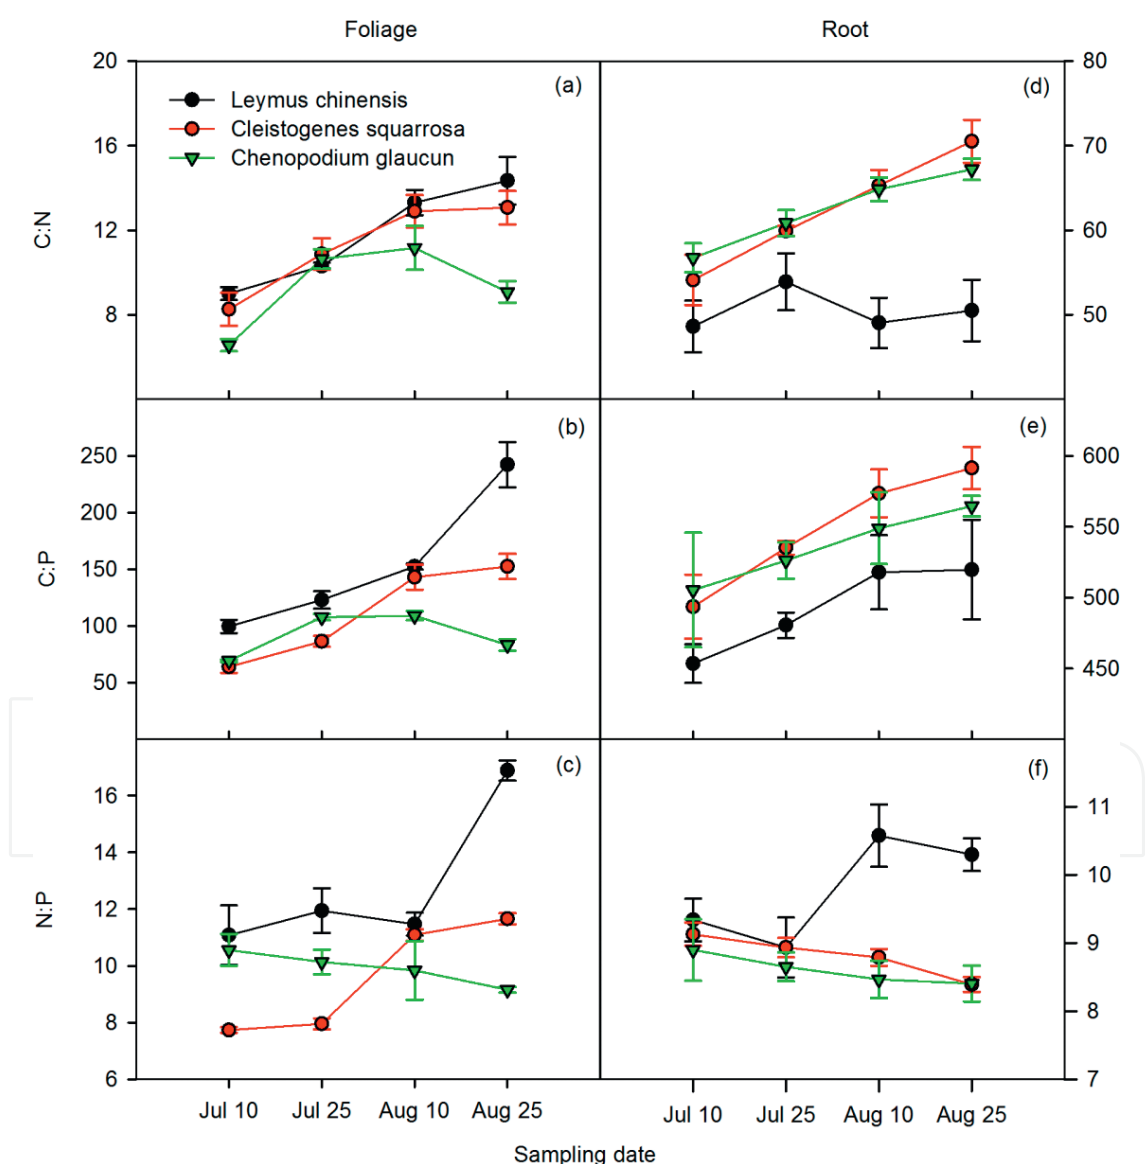 Foliage
Root
C:N
20
16
12
8
(a)
Leymus chinensis
Cleistogenes squarrosa
Chenopodium glaucun
(d)
80
70
60
50
C:P
250
200
150
100
50
(b)
(e)
600
550
500
450
N:P
16
14
12
10
8
6
(c)
(f)
11
10
9
8
7
Jul 10 Jul 25 Aug 10 Aug 25
Jul 10 Jul 25 Aug 10 Aug 25
Sampling date